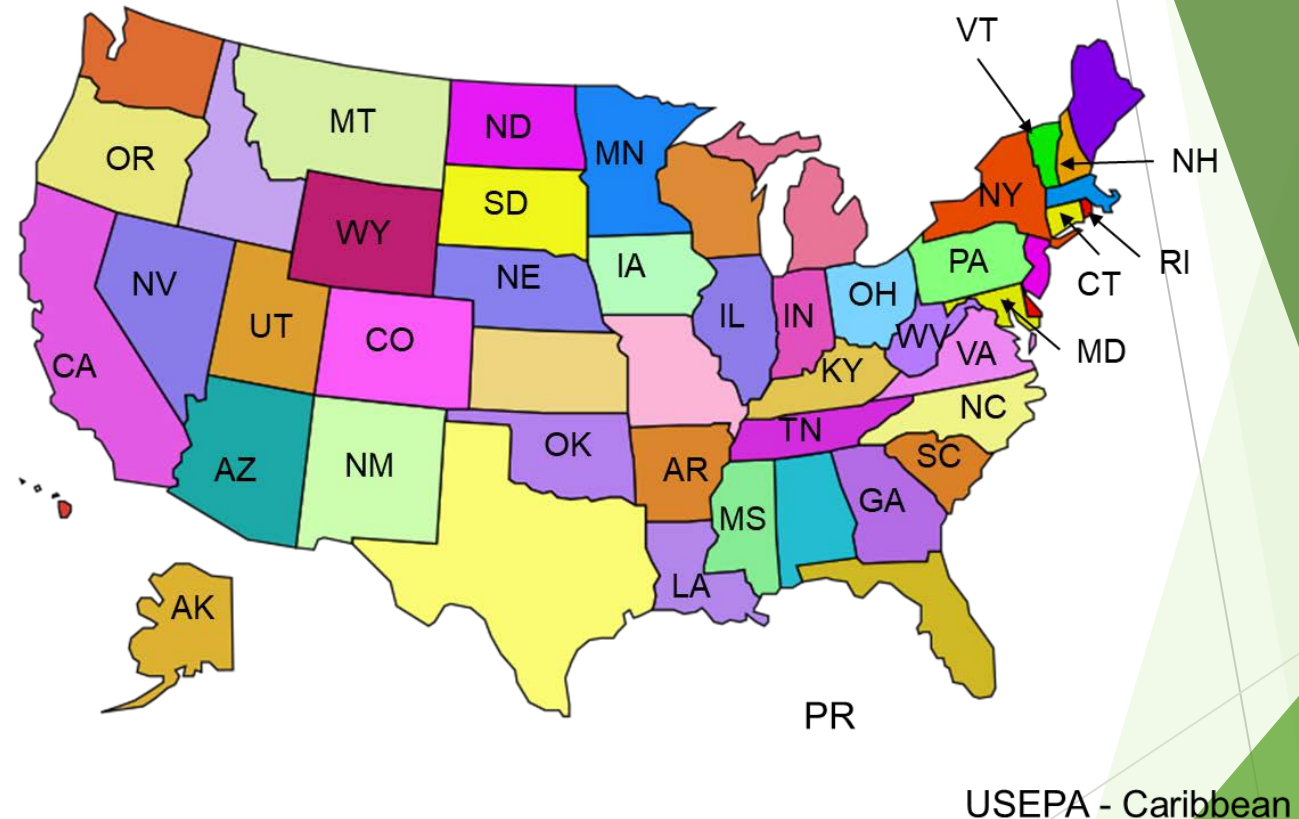 VT
MT
ND
MN
OR
NH
NY
SD
WY
PA
RI
IA
NE
CT
NV
OH
IL
IN
UT
CO
WV
VA
MD
CA
KY
NC
TN
OK
SC
AZ
NM
AR
GA
MS
LA
AK
PR
USEPA - Caribbean